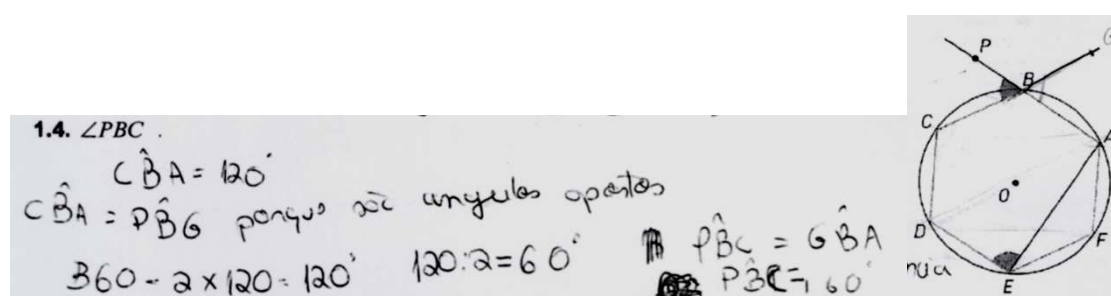 1.4. ∠PBC .
CB̂A = 120°
CB̂A = PB̂G porque são ungulos opostos
360 - 2 × 120 = 120°
120:2 = 60°
PB̂C = GB̂A
PB̂C = 60°
P
B
G
C
A
O
D
F
E